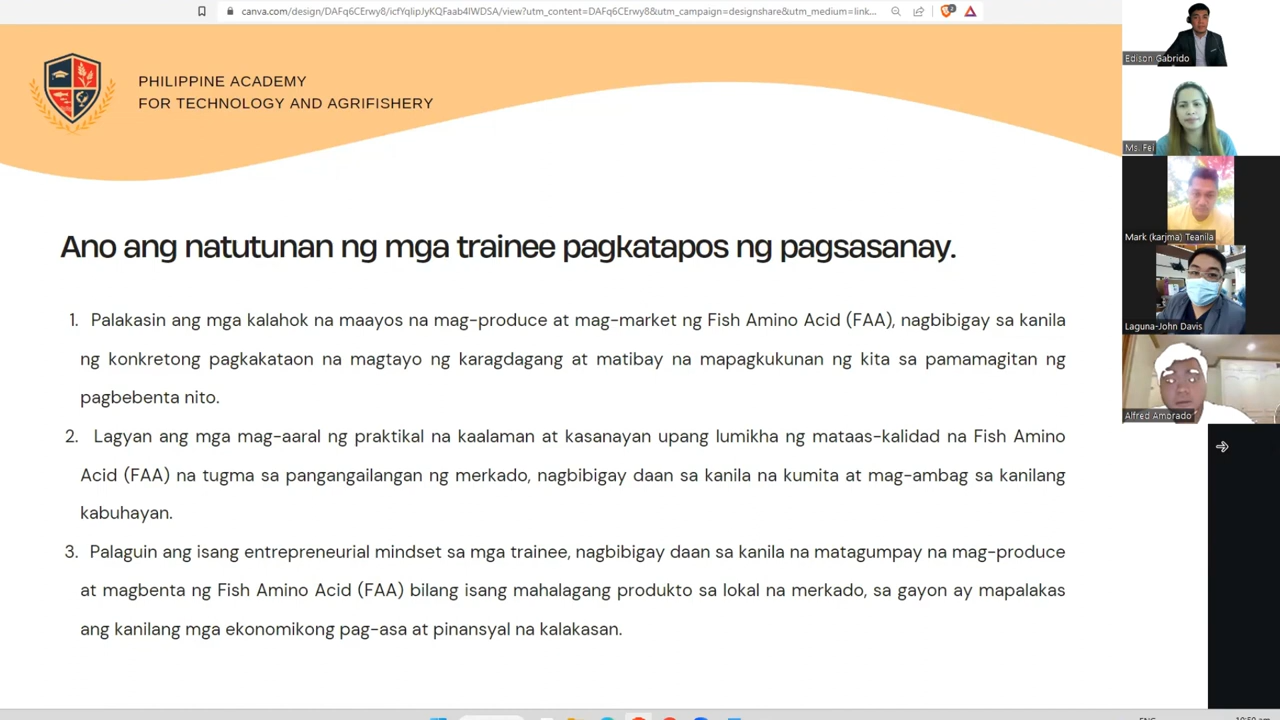 canva.com/design/DAFq6CErwy8/icfYqlipJyKQFaab4IWDSA/view?utm_content=DAFq6CErwy8&utm_campaign=designshare&utm_medium=link...
PHILIPPINE ACADEMY
FOR TECHNOLOGY AND AGRIFISHERY
Ano ang natutunan ng mga trainee pagkatapos ng pagsasanay.
1. Palakasin ang mga kalahok na maayos na mag-produce at mag-market ng Fish Amino Acid (FAA), nagbibigay sa kanila
ng konkretong pagkakataon na magtayo ng karagdagang at matibay na mapagkukunan ng kita sa pamamagitan ng
pagbebenta nito.
2. Lagyan ang mga mag-aaral ng praktikal na kaalaman at kasanayan upang lumikha ng mataas-kalidad na Fish Amino
Acid (FAA) na tugma sa pangangailangan ng merkado, nagbibigay daan sa kanila na kumita at mag-ambag sa kanilang
kabuhayan.
3. Palaguin ang isang entrepreneurial mindset sa mga trainee, nagbibigay daan sa kanila na matagumpay na mag-produce
at magbenta ng Fish Amino Acid (FAA) bilang isang mahalagang produkto sa lokal na merkado, sa gayon ay mapalakas
ang kanilang mga ekonomikong pag-asa at pinansyal na kalakasan.
Edison Gabrido
Ms. Fel
Mark (karjma) Teanila
Laguna-John Davis
Alfred Amorado